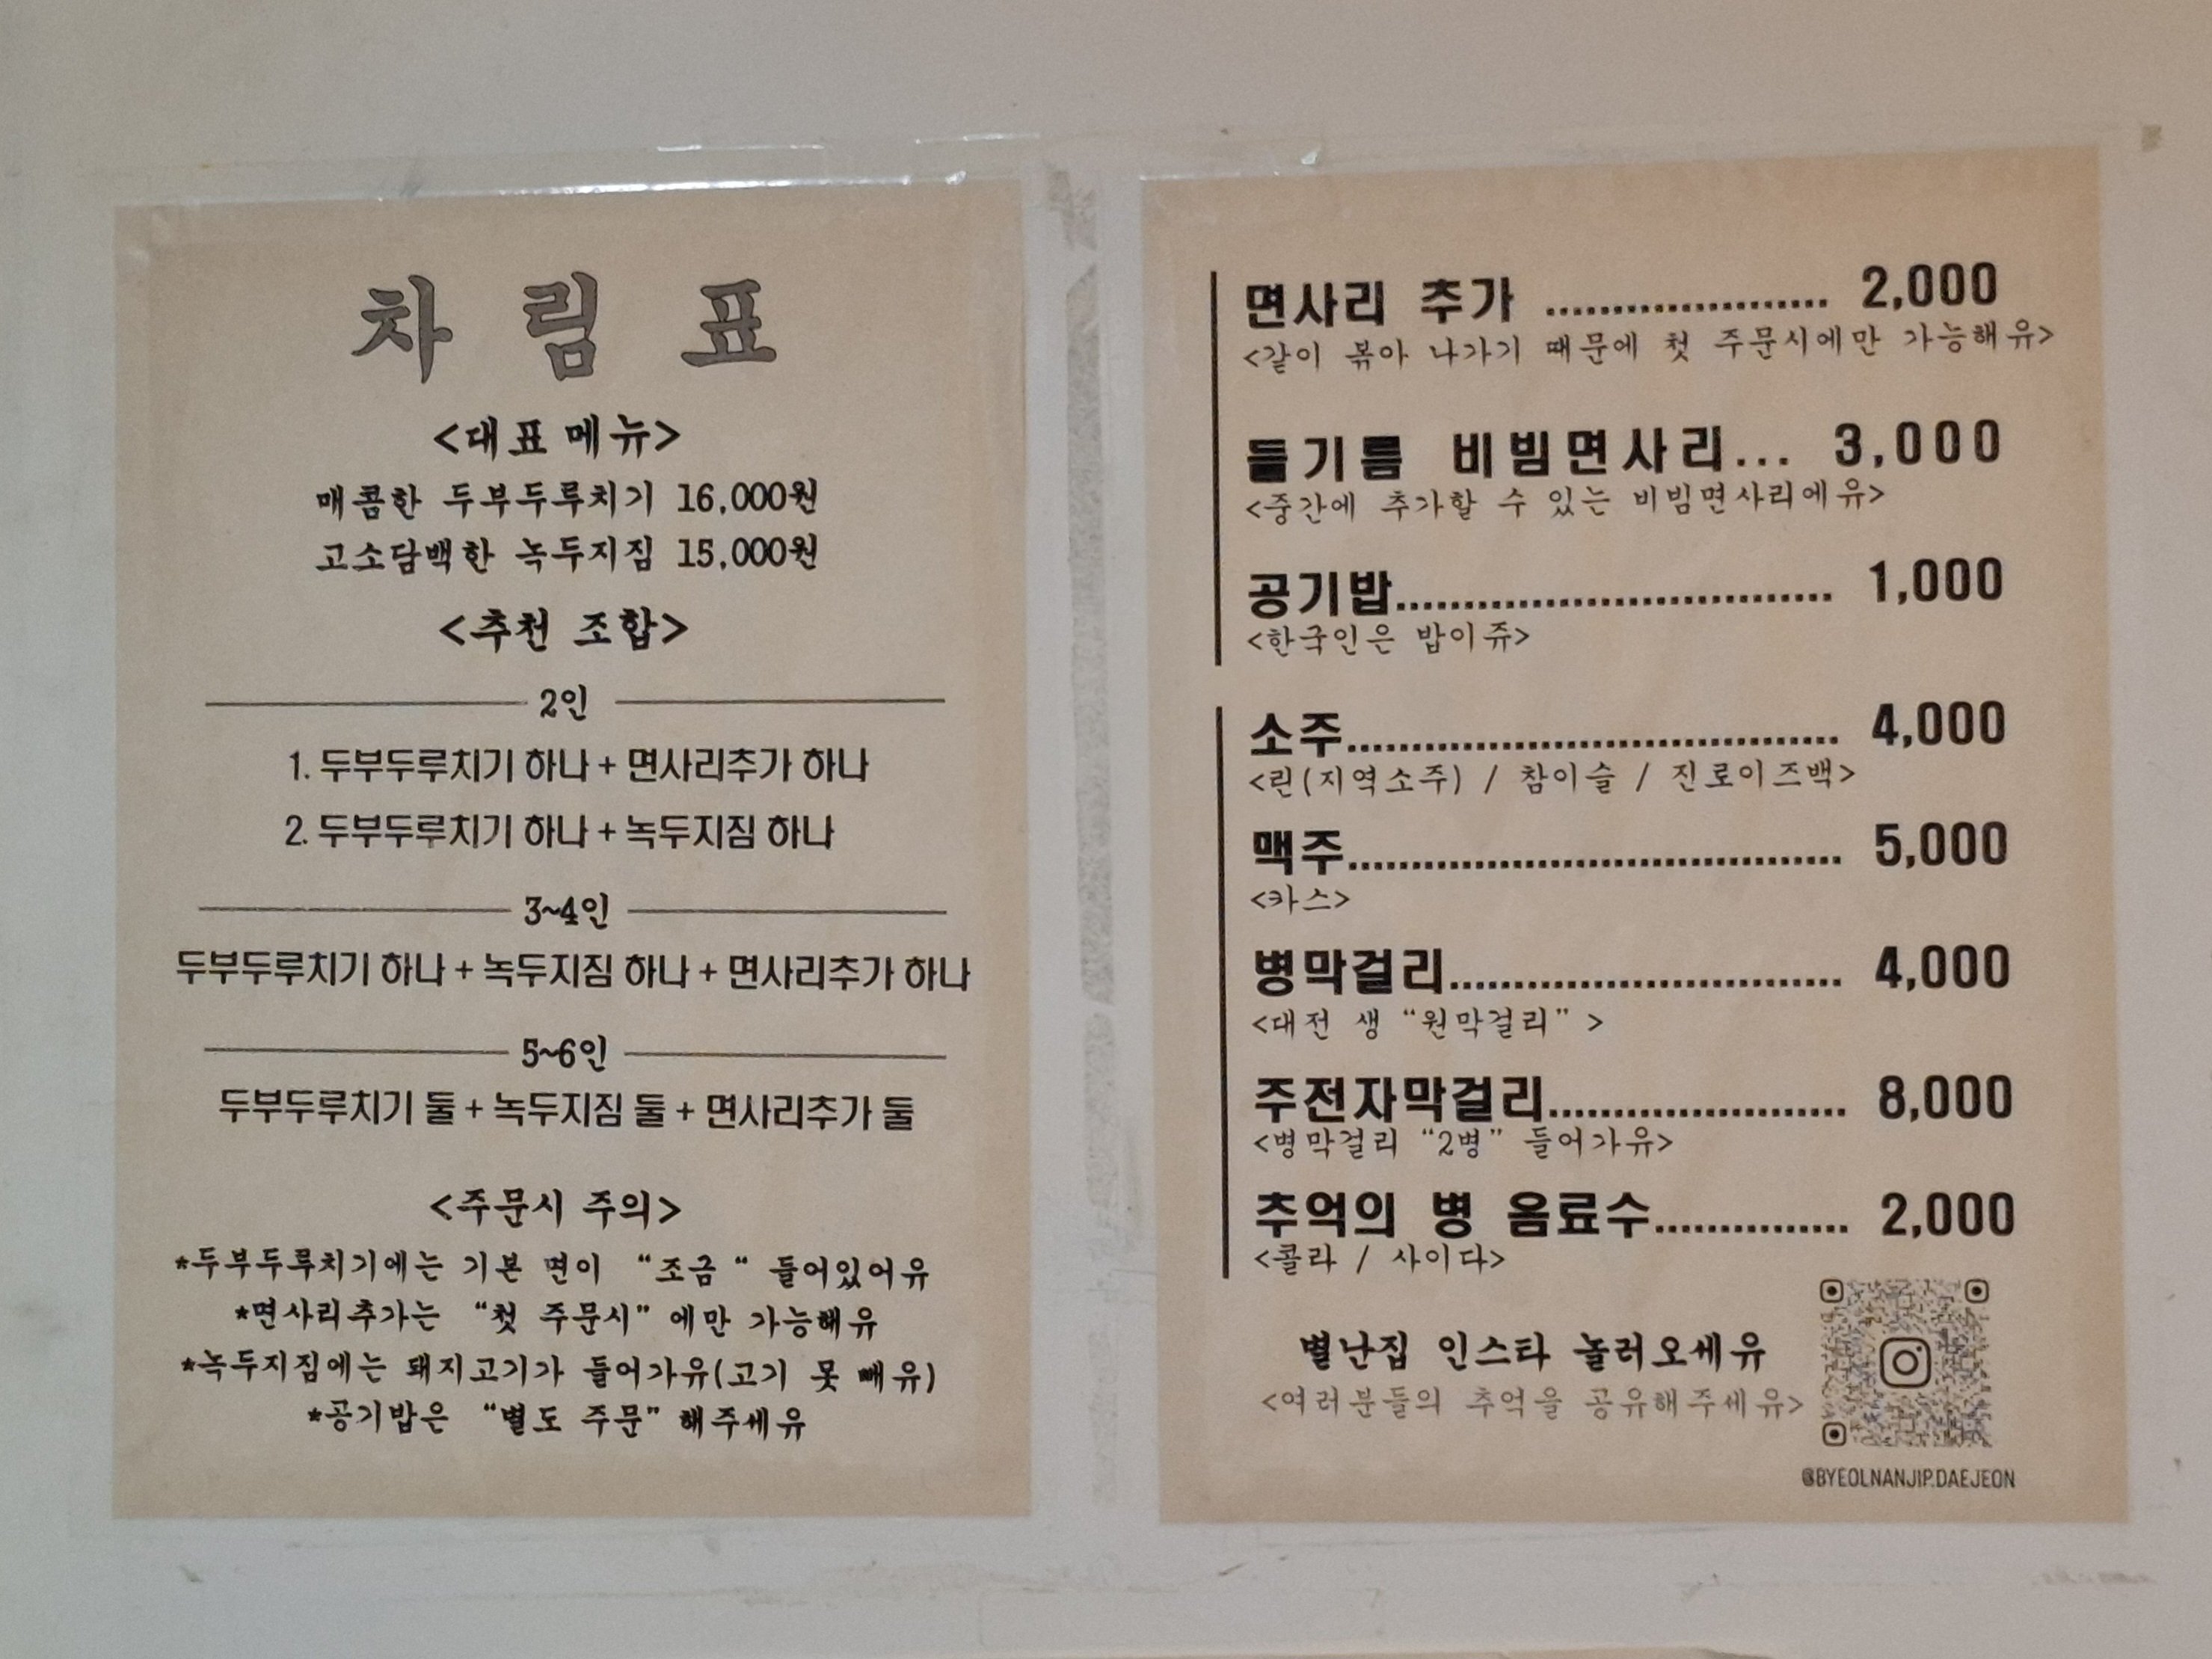 차림표
<대표 메뉴>
매콤한 두부두루치기 16,000원
고소담백한 녹두지짐 15,000원
<추천 조합>
2인
1. 두부두루치기 하나 + 면사리추가 하나
2. 두부두루치기 하나 + 녹두지짐 하나
3~4인
두부두루치기 하나 + 녹두지짐 하나 + 면사리추가 하나
5~6인
두부두루치기 둘 + 녹두지짐 둘 + 면사리추가 둘
<주문시 주의>
*두부두루치기에는 기본 면이 “조금“ 들어있어유
*면사리추가는 “첫 주문시”에만 가능해유
*녹두지짐에는 돼지고기가 들어가유(고기 못 빼유)
*공기밥은 “별도 주문” 해주세유
면사리 추가 ...................... 2,000
<같이 볶아 나가기 때문에 첫 주문시에만 가능해유>
들기름 비빔면사리... 3,000
<중간에 추가할 수 있는 비빔면사리에유>
공기밥.................................. 1,000
<한국인은 밥이쥬>
소주...................................... 4,000
<린(지역소주) / 참이슬 / 진로이즈백>
맥주...................................... 5,000
<카스>
병막걸리.............................. 4,000
<대전 생 “원막걸리” >
주전자막걸리....................... 8,000
<병막걸리 “2병” 들어가유>
추억의 병 음료수............... 2,000
<콜라 / 사이다>
별난집 인스타 놀러오세유
<여러분들의 추억을 공유해주세유>
@BYEOLNANJIP.DAEJEON